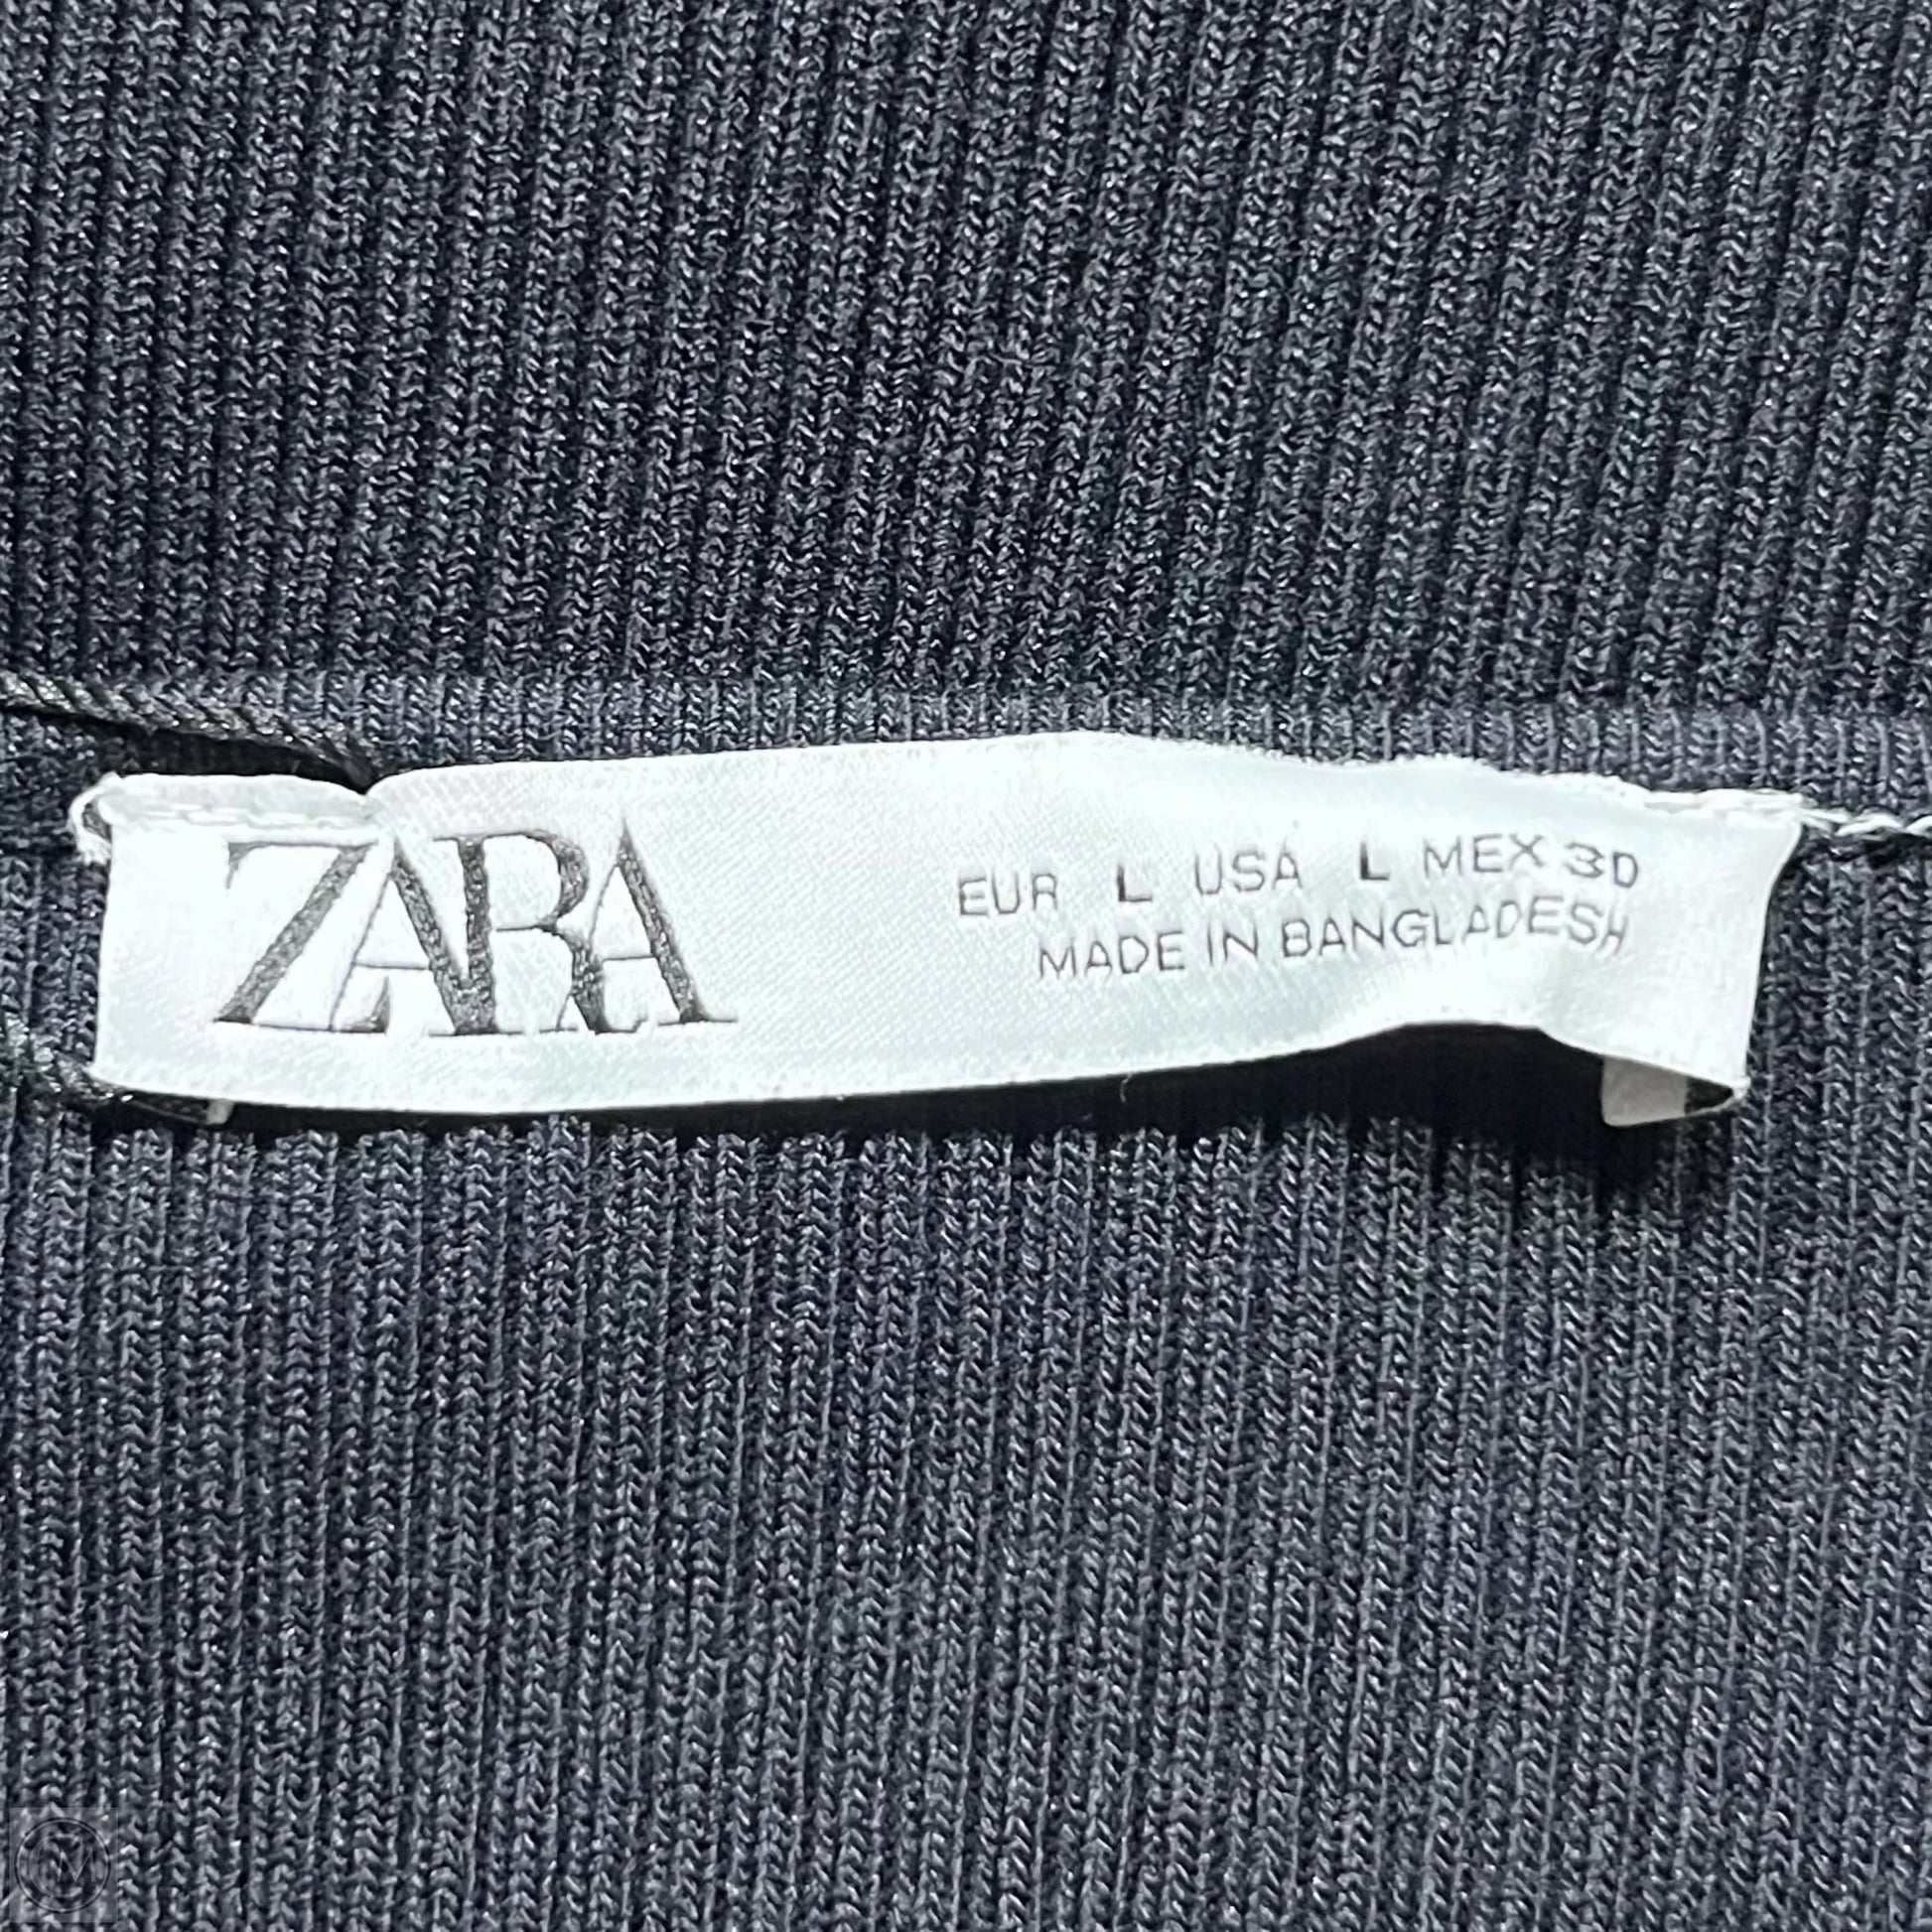 ZARA
EUR L USA L MEX 30
MADE IN BANGLADESH